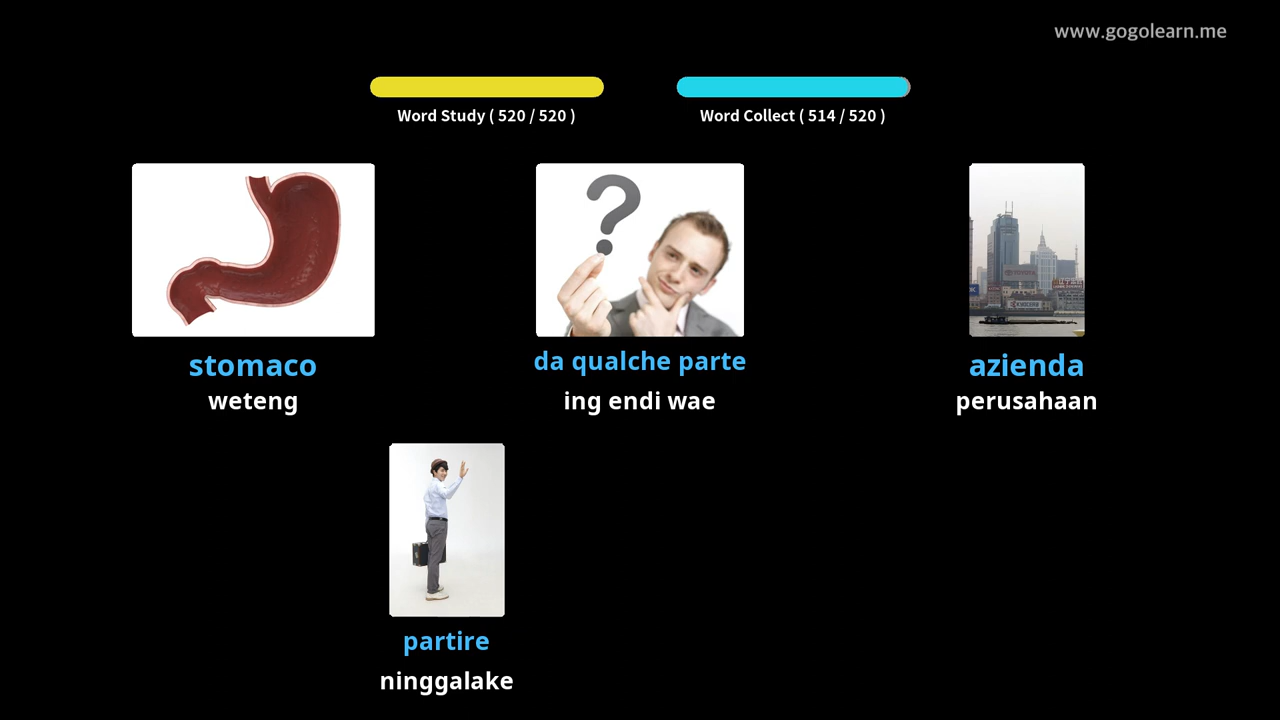 www.gogolearn.me
Word Study ( 520 / 520 )
Word Collect ( 514 / 520 )
TOYOTA
stomaco
da qualche parte
azienda
weteng
ing endi wae
perusahaan
partire
ninggalake